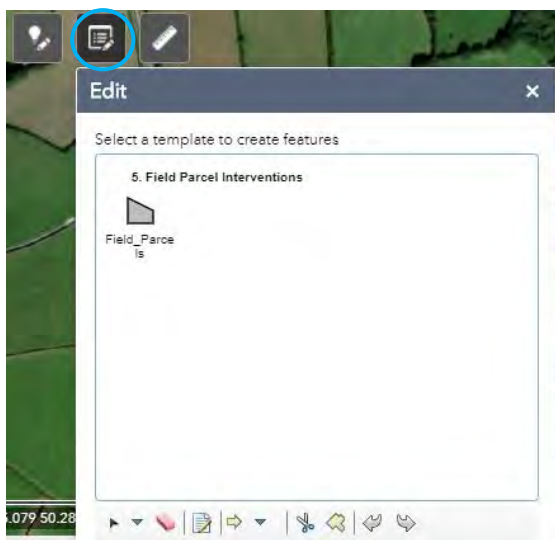 Edit
Select a template to create features
5. Field Parcel Interventions
Field_Parce
ls
.079 50.28